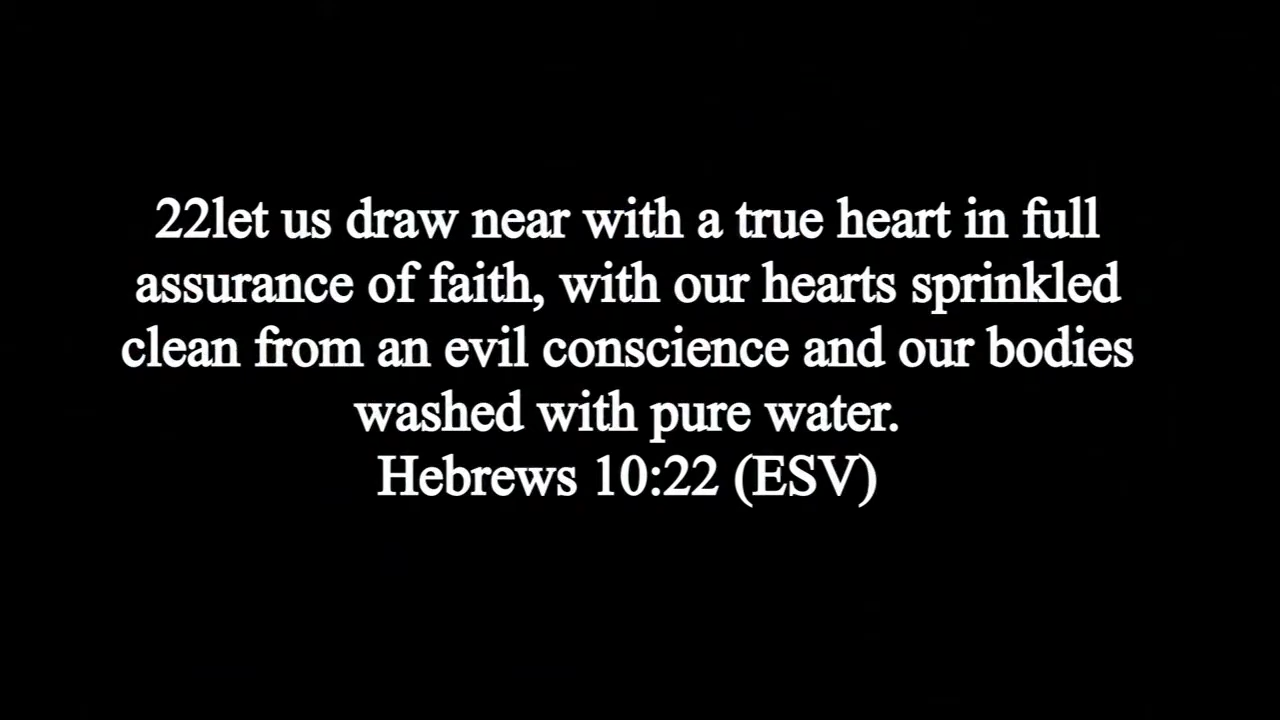 22let us draw near with a true heart in full
assurance of faith, with our hearts sprinkled
clean from an evil conscience and our bodies
washed with pure water.
Hebrews 10:22 (ESV)